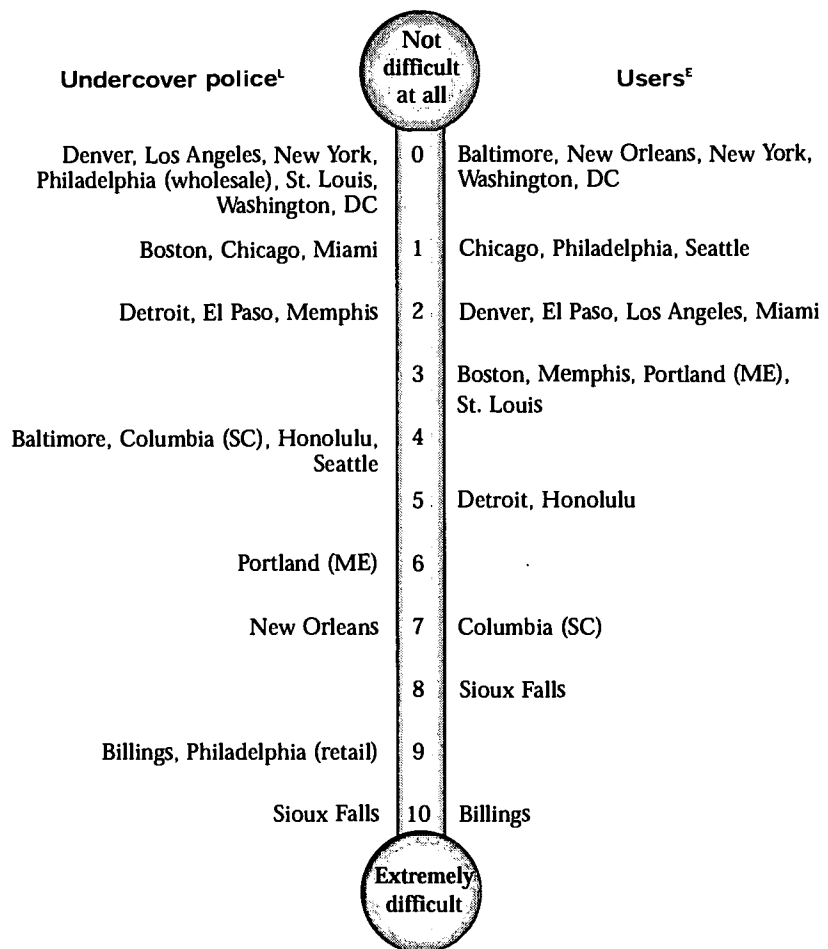 Not
difficult
at all
Undercover police^L
Users^E
Denver, Los Angeles, New York,
Philadelphia (wholesale), St. Louis,
Washington, DC
0
Baltimore, New Orleans, New York,
Washington, DC
Boston, Chicago, Miami
1
Chicago, Philadelphia, Seattle
Detroit, El Paso, Memphis
2
Denver, El Paso, Los Angeles, Miami
3
Boston, Memphis, Portland (ME),
St. Louis
Baltimore, Columbia (SC), Honolulu,
Seattle
4
5
Detroit, Honolulu
Portland (ME)
6
New Orleans
7
Columbia (SC)
8
Sioux Falls
Billings, Philadelphia (retail)
9
Sioux Falls
10
Billings
Extremely
difficult